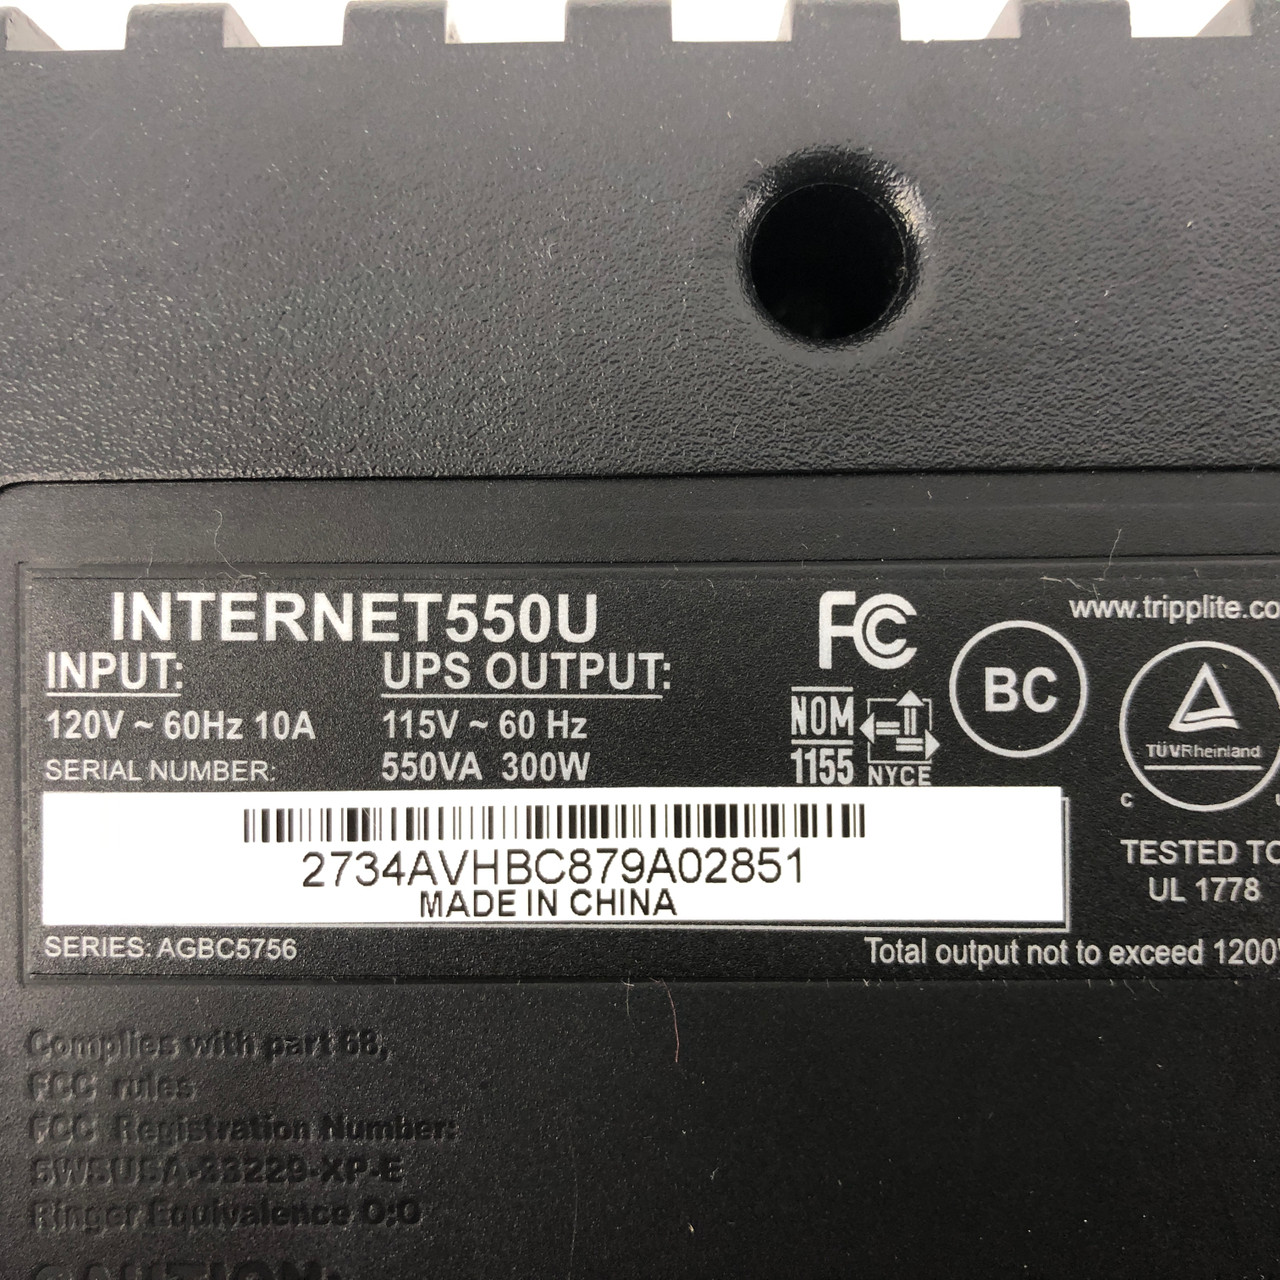 INTERNET550U
INPUT:
120V ~ 60Hz 10A
SERIAL NUMBER:
UPS OUTPUT:
115V ~ 60 Hz
550VA 300W
FC
NOM
1155
NYCE
BC
www.tripplite.co
TÜVRheinland
C
TESTED TO
UL 1778
2734AVHBC879A02851
MADE IN CHINA
SERIES: AGBC5756
Total output not to exceed 1200
Complies with part 68,
FCC rules
FCC Registration Number:
Ringer Equivalence 0:0
CAUTION: